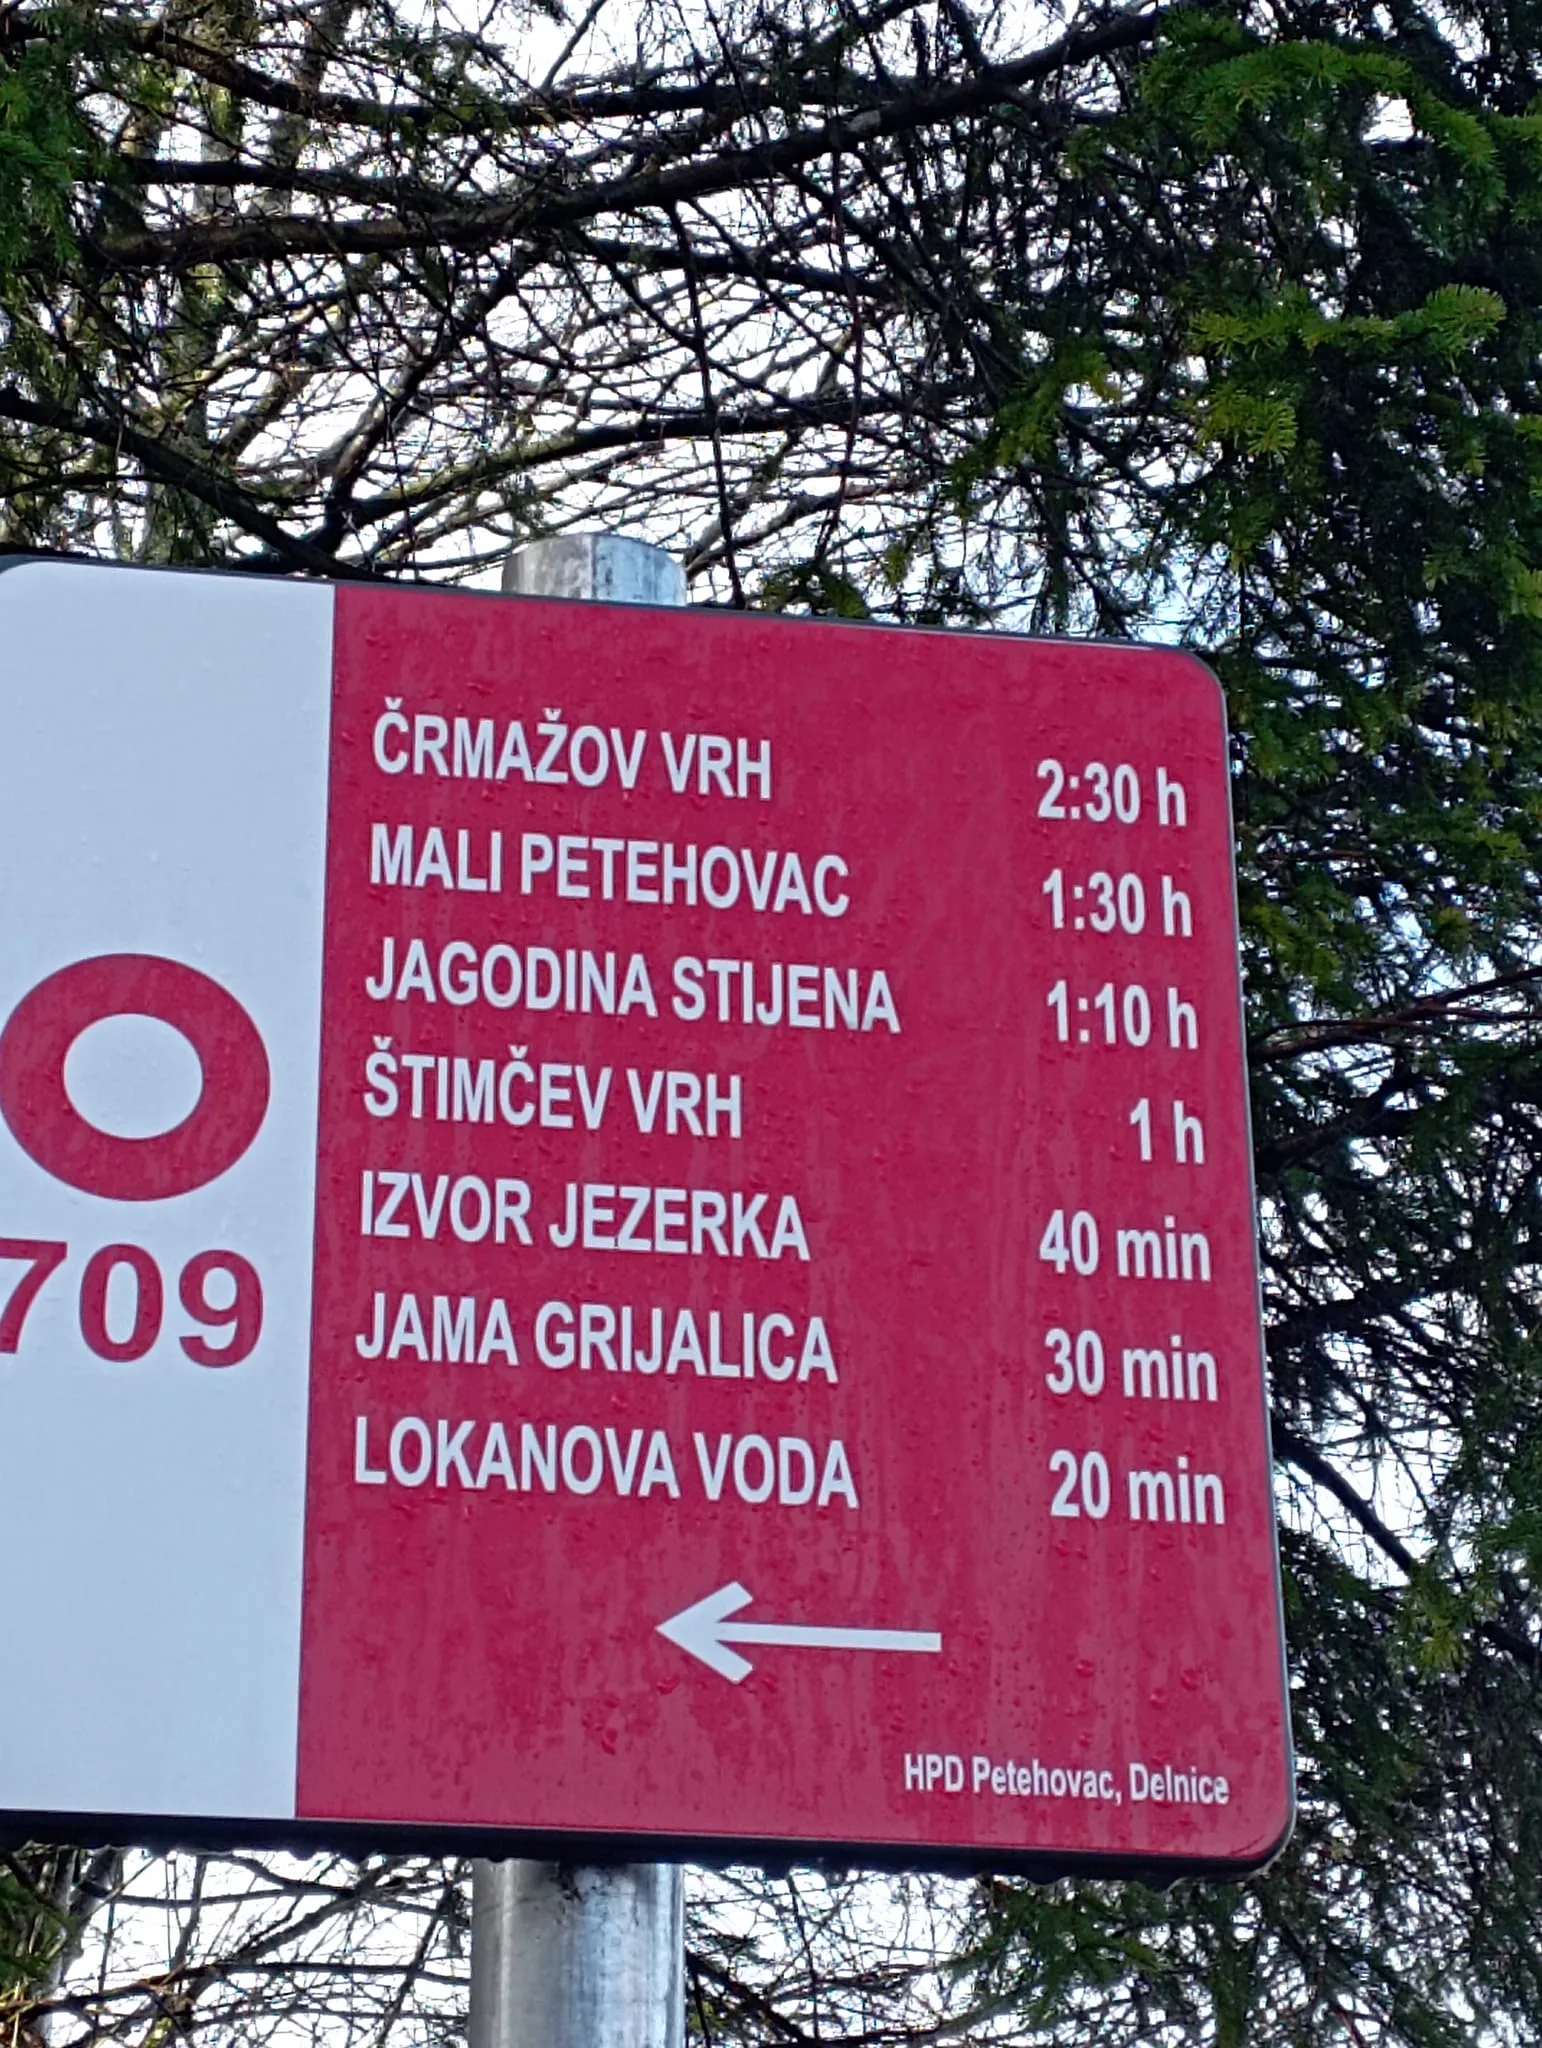 ČRMAŽOV VRH 2:30 h
MALI PETEHOVAC 1:30 h
JAGODINA STIJENA 1:10 h
ŠTIMČEV VRH 1 h
IZVOR JEZERKA 40 min
JAMA GRIJALICA 30 min
LOKANOVA VODA 20 min
709
HPD Petehovac, Delnice